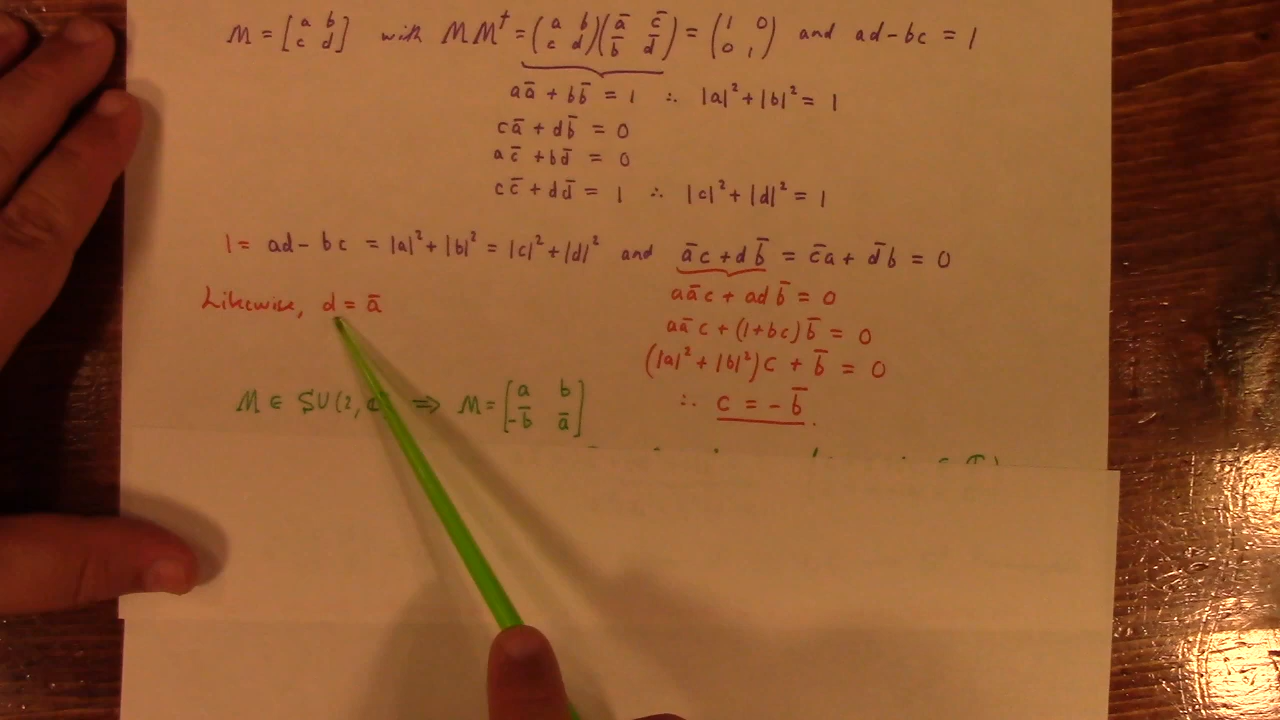 M = [a b; c d] with MM† = (a b; c d)(ā c̄; b̄ d̄) = (1 0; 0 1) and ad - bc = 1
aā + bb̄ = 1 ∴ |a|² + |b|² = 1
cā + db̄ = 0
ac̄ + bd̄ = 0
cc̄ + dd̄ = 1 ∴ |c|² + |d|² = 1
1 = ad - bc = |a|² + |b|² = |c|² + |d|² and āc + db̄ = c̄a + d̄b = 0
Likewise, d = ā
aāc + adb̄ = 0
aāc + (1+bc)b̄ = 0
(|a|² + |b|²)c + b̄ = 0
∴ c = -b̄.
M ∈ SU(2, ⇒ M = [a b; -b̄ ā]